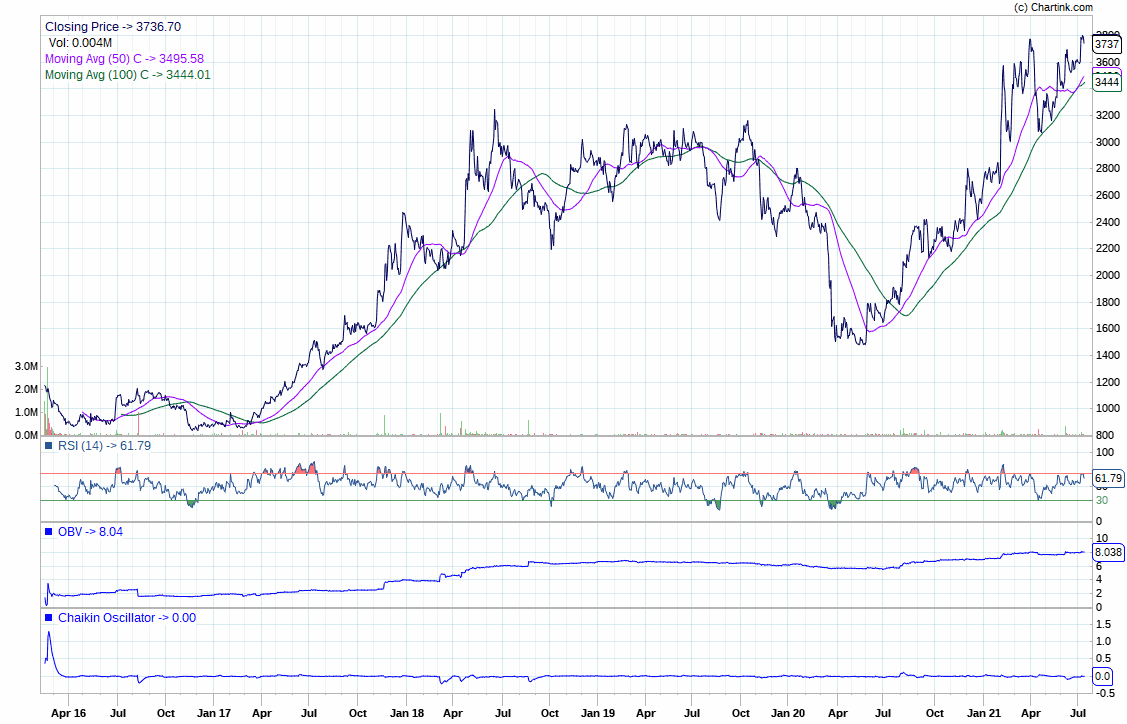 (c) Chartink.com
Closing Price -> 3736.70
Vol: 0.004M
Moving Avg (50) C -> 3495.58
Moving Avg (100) C -> 3444.01
3737
3600
3444
3200
3000
2800
2600
2400
2200
2000
1800
1600
1400
1200
1000
800
3.0M
2.0M
1.0M
0.0M
RSI (14) -> 61.79
100
61.79
30
0
OBV -> 8.04
10
8.038
6
4
2
0
Chaikin Oscillator -> 0.00
1.5
1.0
0.5
0.0
-0.5
Apr 16 Jul Oct Jan 17 Apr Jul Oct Jan 18 Apr Jul Oct Jan 19 Apr Jul Oct Jan 20 Apr Jul Oct Jan 21 Apr Jul